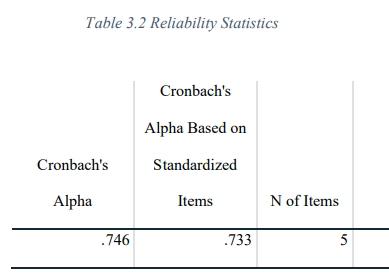 Table 3.2 Reliability Statistics
Cronbach's
Alpha
Cronbach's
Alpha Based on
Standardized
Items
N of Items
.746
.733
5